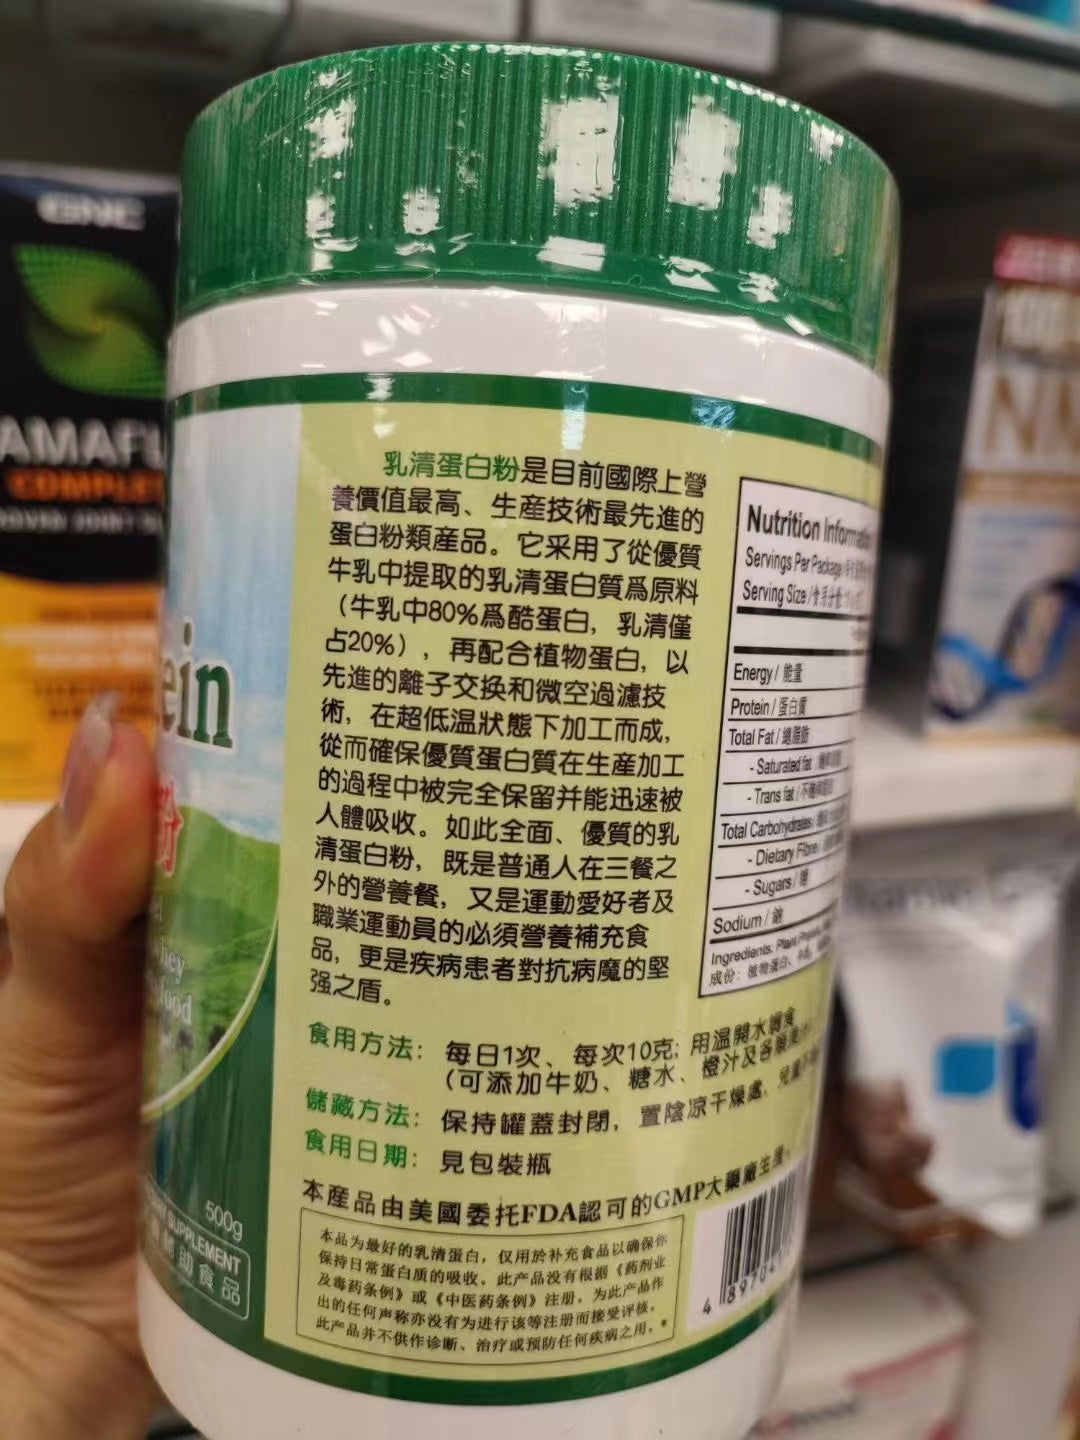 GNC
COMPLE
ein
粉
500g
SUPPLEMENT
助食品
乳清蛋白粉是目前國際上營
養價值最高、生産技術最先進的
蛋白粉類産品。它采用了從優質
牛乳中提取的乳清蛋白質爲原料
（牛乳中80%爲酪蛋白，乳清僅
占20%），再配合植物蛋白，以
先進的離子交换和微空過濾技
術，在超低温狀態下加工而成，
從而確保優質蛋白質在生産加工
的過程中被完全保留并能迅速被
人體吸收。如此全面、優質的乳
清蛋白粉，既是普通人在三餐之
外的營養餐，又是運動愛好者及
職業運動員的必須營養補充食
品，更是疾病患者對抗病魔的堅
强之盾。
食用方法：每日1次、每次10克；用温開水調食
（可添加牛奶、糖水、橙汁及各類
儲藏方法：保持罐蓋封閉，置陰凉干燥處，
食用日期：見包裝瓶
本產品由美國委托FDA認可的GMP大藥廠生產。
本品为最好的乳清蛋白，仅用於补充食品以确保你
保持日常蛋白质的吸收。此产品没有根据《药剂业
及毒药条例》或《中医药条例》注册。为此产品作
出的任何声称亦没有为进行该等注册而接受评核。
此产品并不供作诊断、治疗或预防任何疾病之用。*
Nutrition Information
Servings Per Package
Serving Size / 食用分量
Energy / 能量
Protein / 蛋白質
Total Fat / 總脂肪
- Saturated fat
- Trans fat
Total Carbohydrates
- Dietary Fibre
- Sugars / 糖
Sodium / 鈉
Ingredients: Plant
成份：植物蛋白、